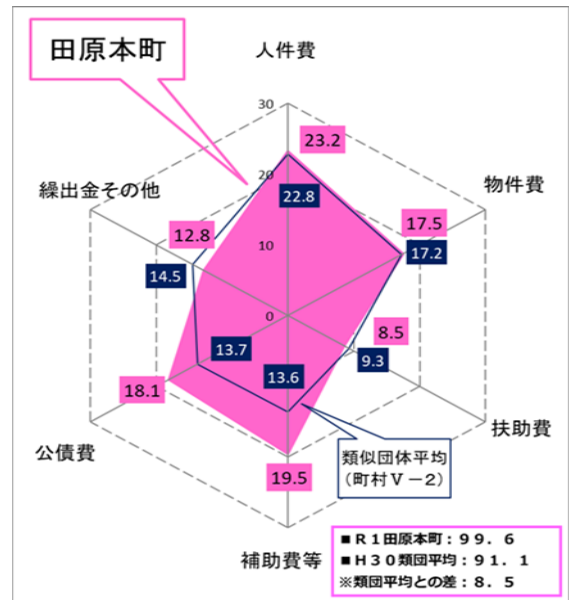 田原本町
人件費
30
23.2
20
22.8
物件費
繰出金その他
17.5
12.8
17.2
10
14.5
0
8.5
13.7
9.3
13.6
18.1
扶助費
公債費
類似団体平均
(町村Ⅴ－2)
19.5
補助費等
■Ｒ１田原本町：９９．６
■Ｈ３０類団平均：９１．１
※類団平均との差：８．５